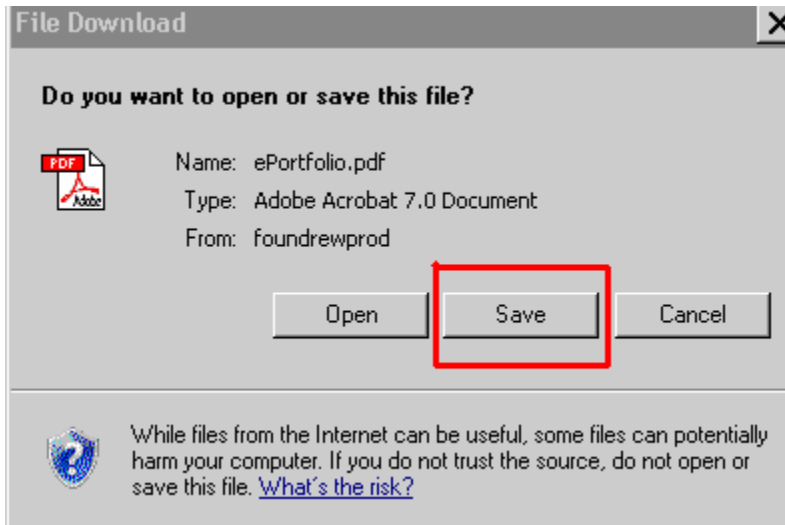 File Download
Do you want to open or save this file?
PDF
Adobe
Name: ePortfolio.pdf
Type: Adobe Acrobat 7.0 Document
From: foundrewprod
Open Save Cancel
While files from the Internet can be useful, some files can potentially
harm your computer. If you do not trust the source, do not open or
save this file. What's the risk?